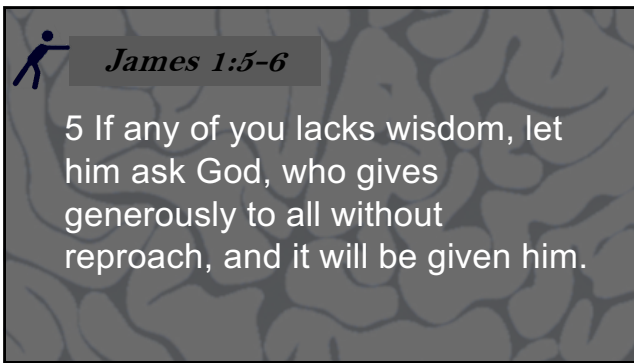 James 1:5-6
5 If any of you lacks wisdom, let
him ask God, who gives
generously to all without
reproach, and it will be given him.